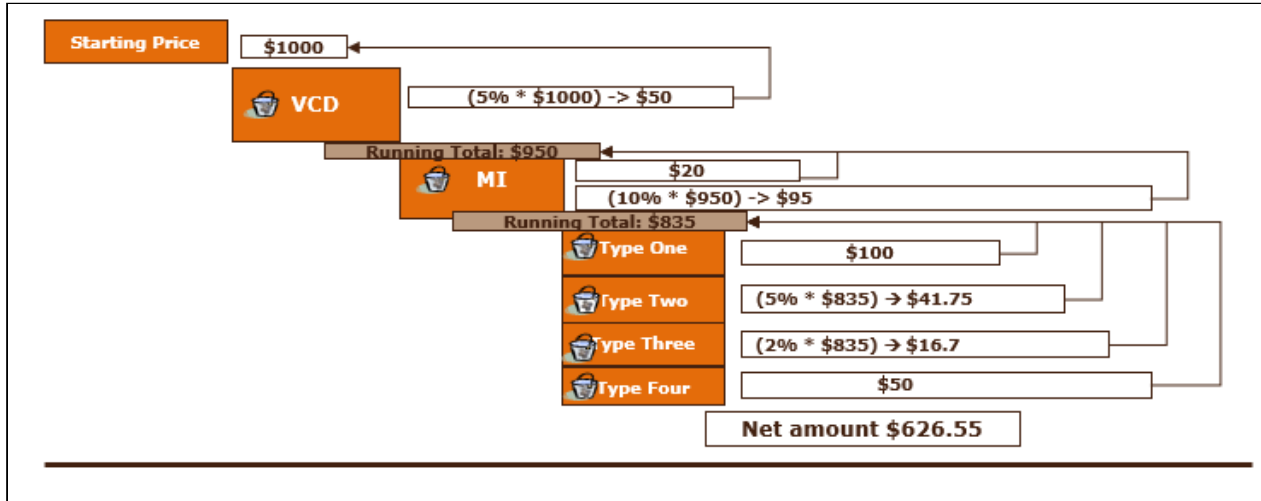 Starting Price
$1000
VCD
(5% * $1000) -> $50
Running Total: $950
MI
$20
(10% * $950) -> $95
Running Total: $835
Type One
$100
Type Two
(5% * $835) → $41.75
Type Three
(2% * $835) → $16.7
Type Four
$50
Net amount $626.55